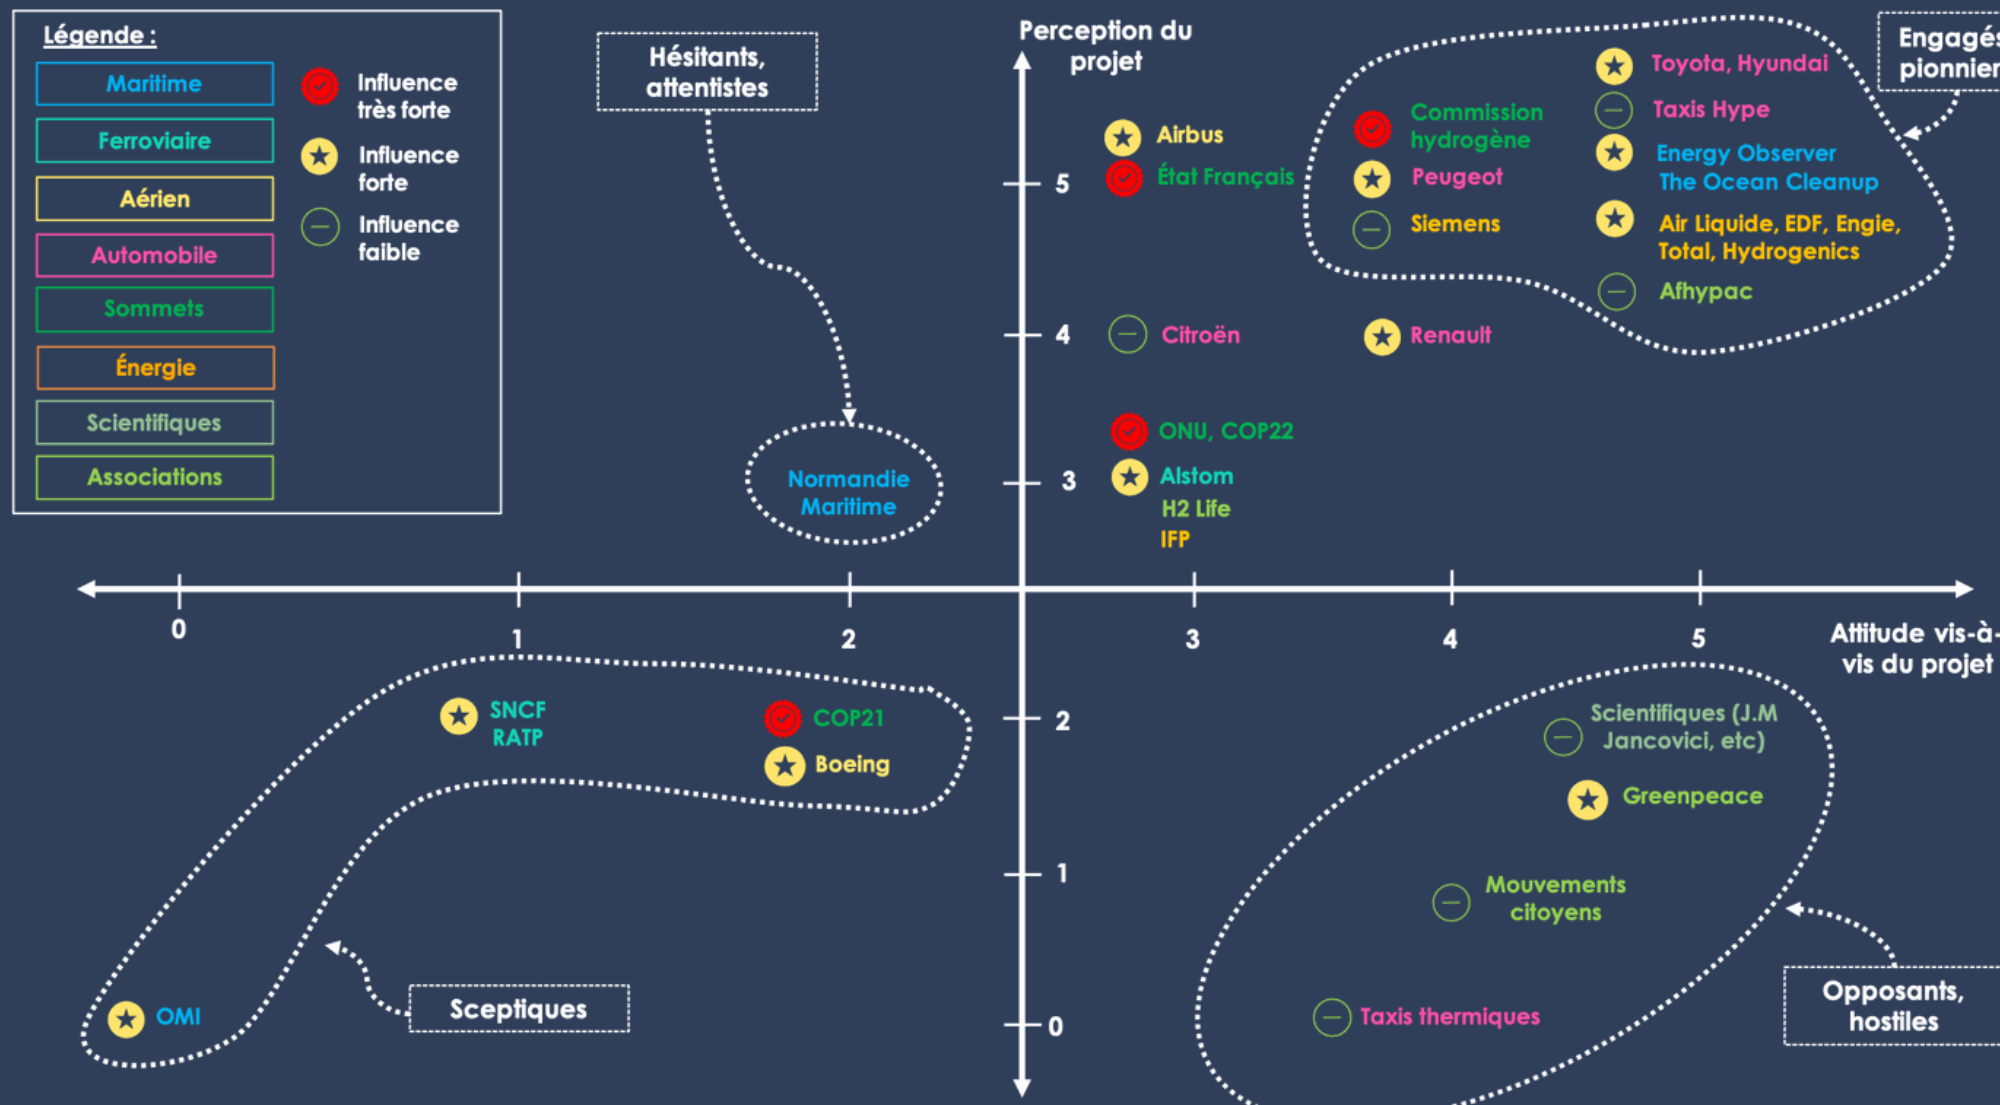 Légende :
Maritime
Ferroviaire
Aérien
Automobile
Sommets
Énergie
Scientifiques
Associations
Influence
très forte
Influence
forte
Influence
faible
Hésitants,
attentistes
Perception du
projet
Engagés
pionnier
Toyota, Hyundai
Taxis Hype
Energy Observer
The Ocean Cleanup
Air Liquide, EDF, Engie,
Total, Hydrogenics
Afhypac
Commission
hydrogène
Peugeot
Siemens
Renault
Airbus
État Français
Citroën
ONU, COP22
Alstom
H2 Life
IFP
Normandie
Maritime
5
4
3
2
1
0
0
1
2
3
4
5
Attitude vis-à-
vis du projet
SNCF
RATP
COP21
Boeing
OMI
Sceptiques
Scientifiques (J.M
Jancovici, etc)
Greenpeace
Mouvements
citoyens
Taxis thermiques
Opposants,
hostiles